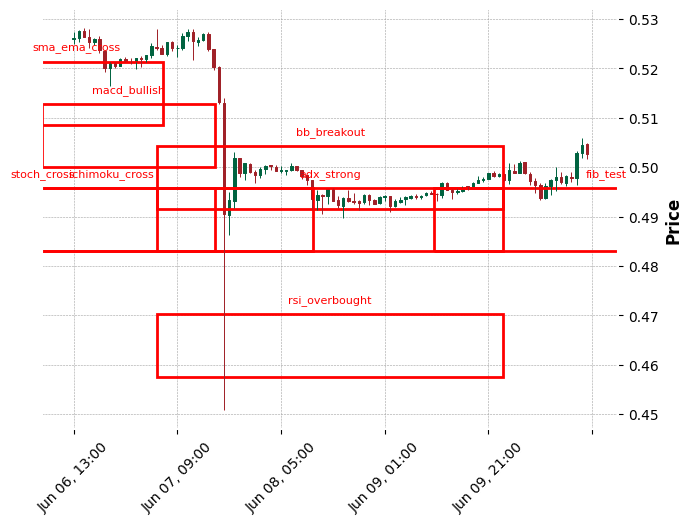 0.53
sma_ema_cross
0.52
macd_bullish
0.51
bb_breakout
0.50
stoch_cross
ichimoku_cross
adx_strong
fib_test
0.49
Price
0.48
rsi_overbought
0.47
0.46
0.45
Jun 06, 13:00
Jun 07, 09:00
Jun 08, 05:00
Jun 09, 01:00
Jun 09, 21:00